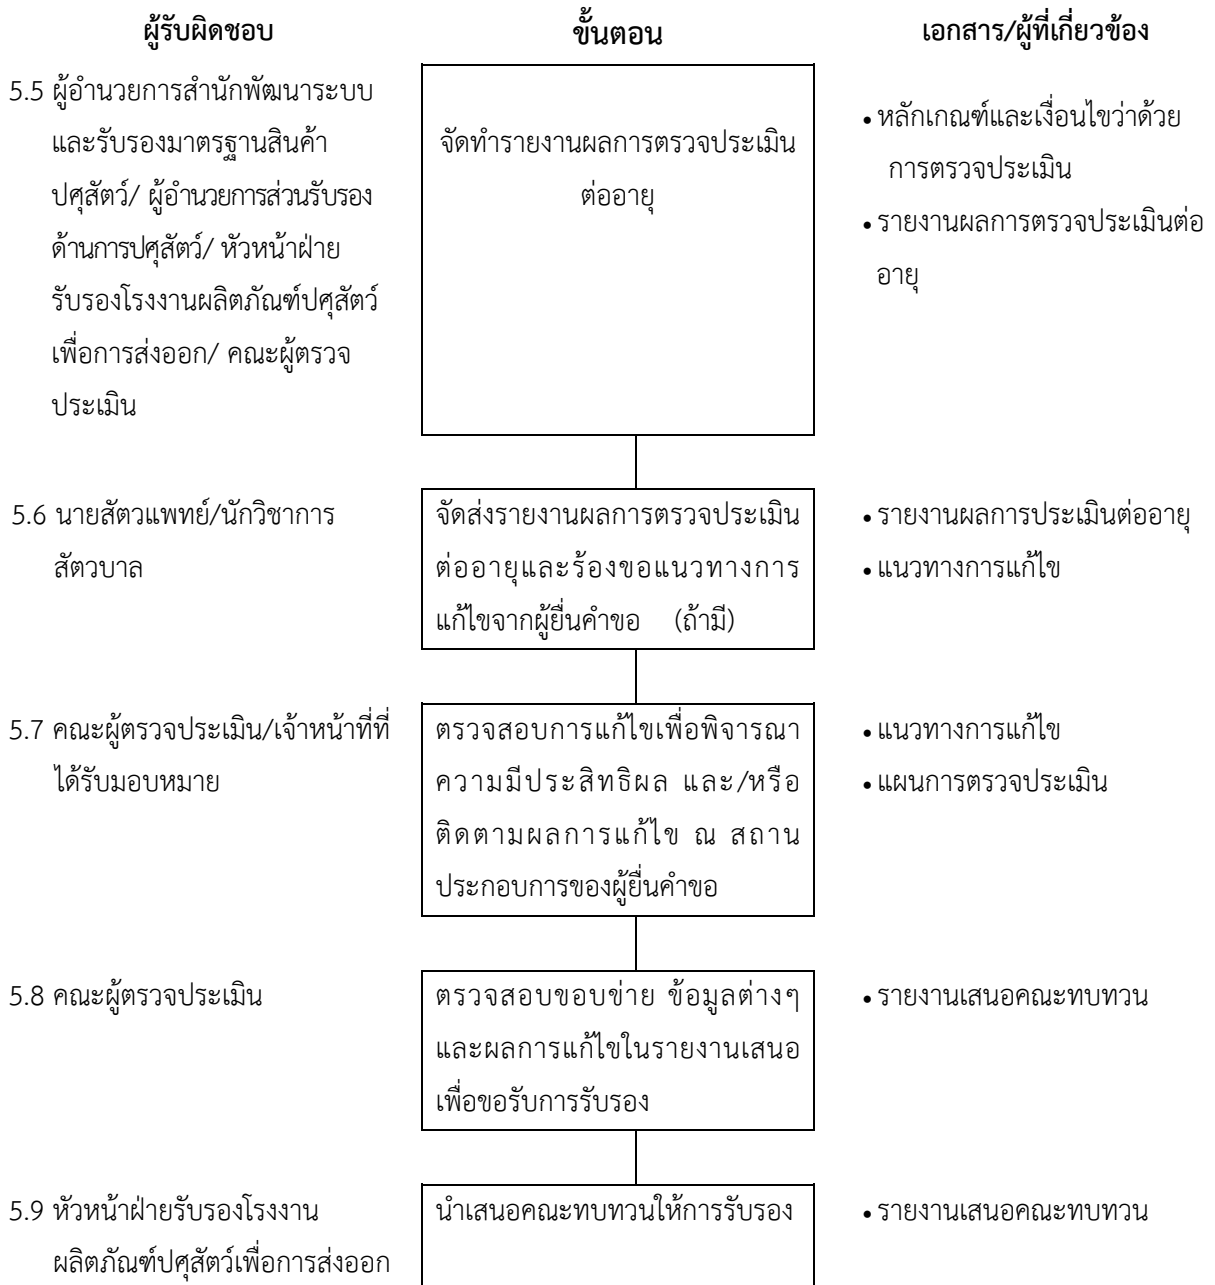 ผู้รับผิดชอบ
ขั้นตอน
เอกสาร/ผู้ที่เกี่ยวข้อง
5.5 ผู้อำนวยการสำนักพัฒนาระบบ
และรับรองมาตรฐานสินค้า
ปศุสัตว์/ ผู้อำนวยการส่วนรับรอง
ด้านการปศุสัตว์/ หัวหน้าฝ่าย
รับรองโรงงานผลิตภัณฑ์ปศุสัตว์
เพื่อการส่งออก/ คณะผู้ตรวจ
ประเมิน
จัดทำรายงานผลการตรวจประเมิน
ต่ออายุ
• หลักเกณฑ์และเงื่อนไขว่าด้วย
การตรวจประเมิน
• รายงานผลการตรวจประเมินต่อ
อายุ
5.6 นายสัตวแพทย์/นักวิชาการ
สัตวบาล
จัดส่งรายงานผลการตรวจประเมิน
ต่ออายุและร้องขอแนวทางการ
แก้ไขจากผู้ยื่นคำขอ (ถ้ามี)
• รายงานผลการประเมินต่ออายุ
• แนวทางการแก้ไข
5.7 คณะผู้ตรวจประเมิน/เจ้าหน้าที่ที่
ได้รับมอบหมาย
ตรวจสอบการแก้ไขเพื่อพิจารณา
ความมีประสิทธิผล และ/หรือ
ติดตามผลการแก้ไข ณ สถาน
ประกอบการของผู้ยื่นคำขอ
• แนวทางการแก้ไข
• แผนการตรวจประเมิน
5.8 คณะผู้ตรวจประเมิน
ตรวจสอบขอบข่าย ข้อมูลต่างๆ
และผลการแก้ไขในรายงานเสนอ
เพื่อขอรับการรับรอง
• รายงานเสนอคณะทบทวน
5.9 หัวหน้าฝ่ายรับรองโรงงาน
ผลิตภัณฑ์ปศุสัตว์เพื่อการส่งออก
นำเสนอคณะทบทวนให้การรับรอง
• รายงานเสนอคณะทบทวน